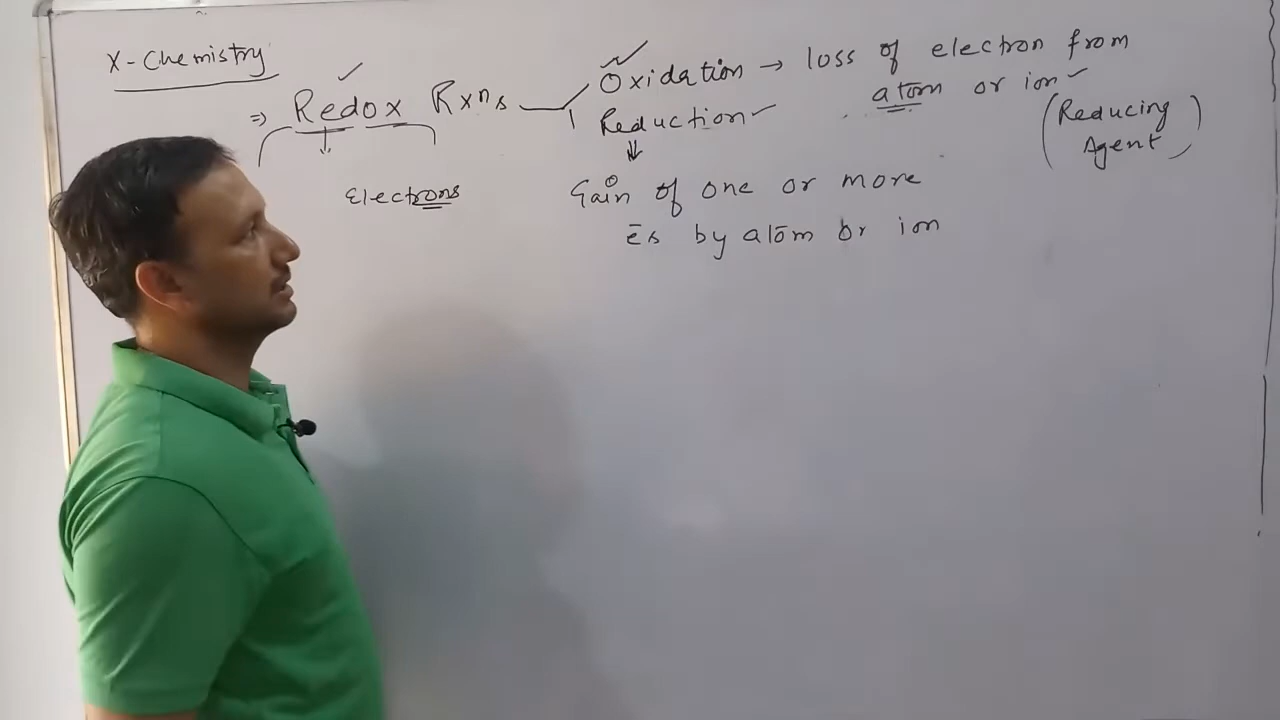 X-Chemistry
⇒ Redox Rxns
Oxidation → loss of electron from
atom or ion
(Reducing
Agent)
Reduction
Electrons
Gain of one or more
ēs by atom or ion